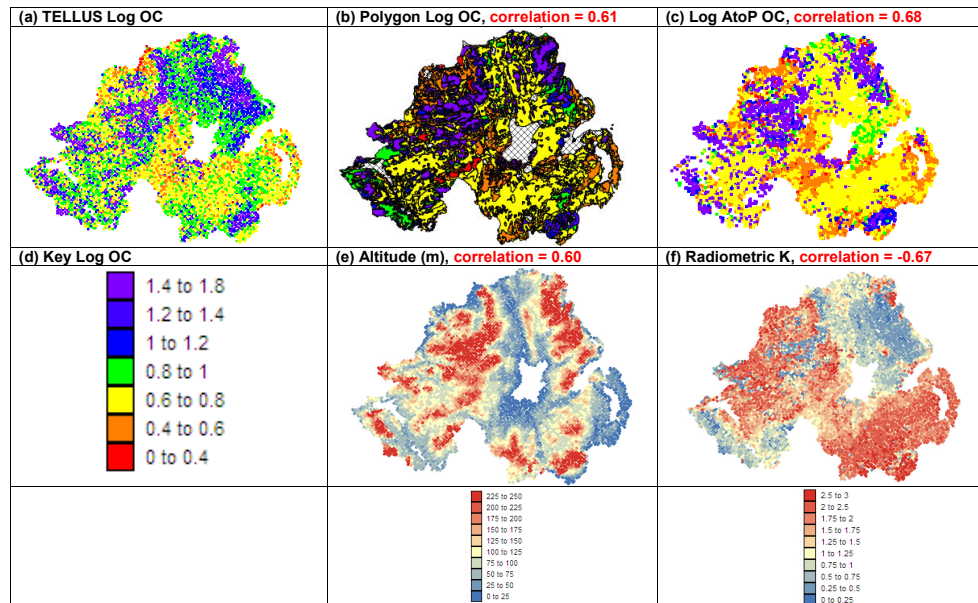 (a) TELLUS Log OC
(b) Polygon Log OC, correlation = 0.61
(c) Log AtoP OC, correlation = 0.68
(d) Key Log OC
1.4 to 1.8
1.2 to 1.4
1 to 1.2
0.8 to 1
0.6 to 0.8
0.4 to 0.6
0 to 0.4
(e) Altitude (m), correlation = 0.60
(f) Radiometric K, correlation = -0.67
225 to 250
200 to 225
175 to 200
150 to 175
125 to 150
100 to 125
75 to 100
50 to 75
25 to 50
0 to 25
2.5 to 3
2 to 2.5
1.75 to 2
1.5 to 1.75
1.25 to 1.5
1 to 1.25
0.75 to 1
0.5 to 0.75
0.25 to 0.5
0 to 0.25